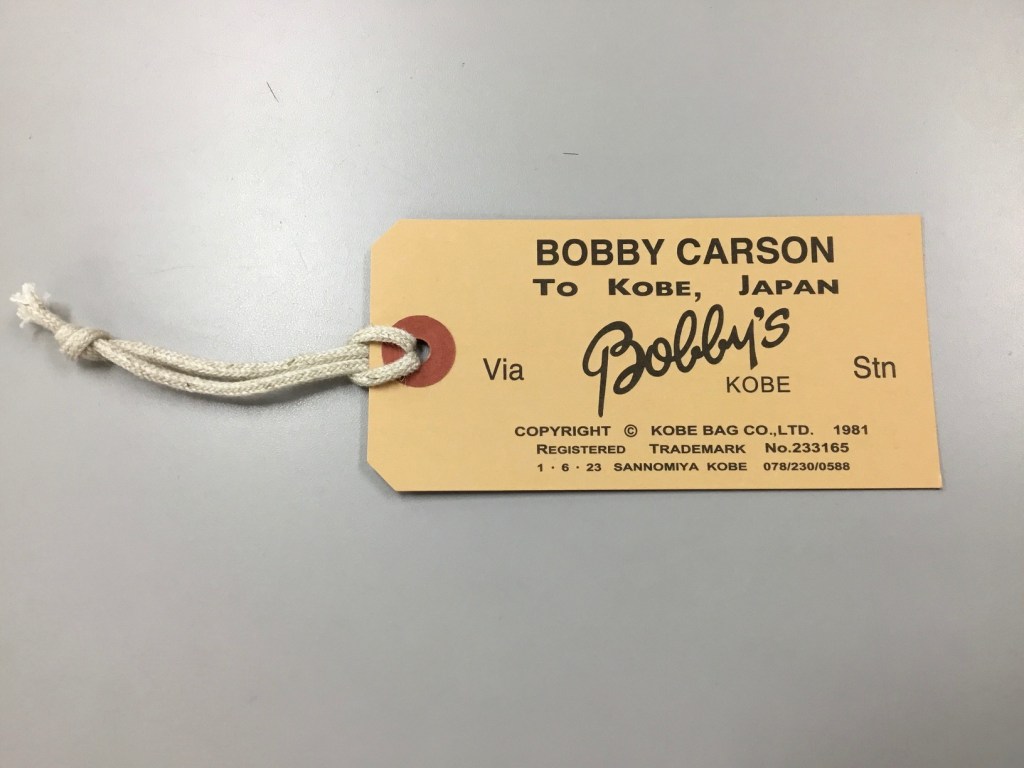 BOBBY CARSON
TO KOBE, JAPAN
Bobby's
Via KOBE Stn
COPYRIGHT © KOBE BAG CO.,LTD. 1981
REGISTERED TRADEMARK No.233165
1・6・23 SANNOMIYA KOBE 078/230/0588